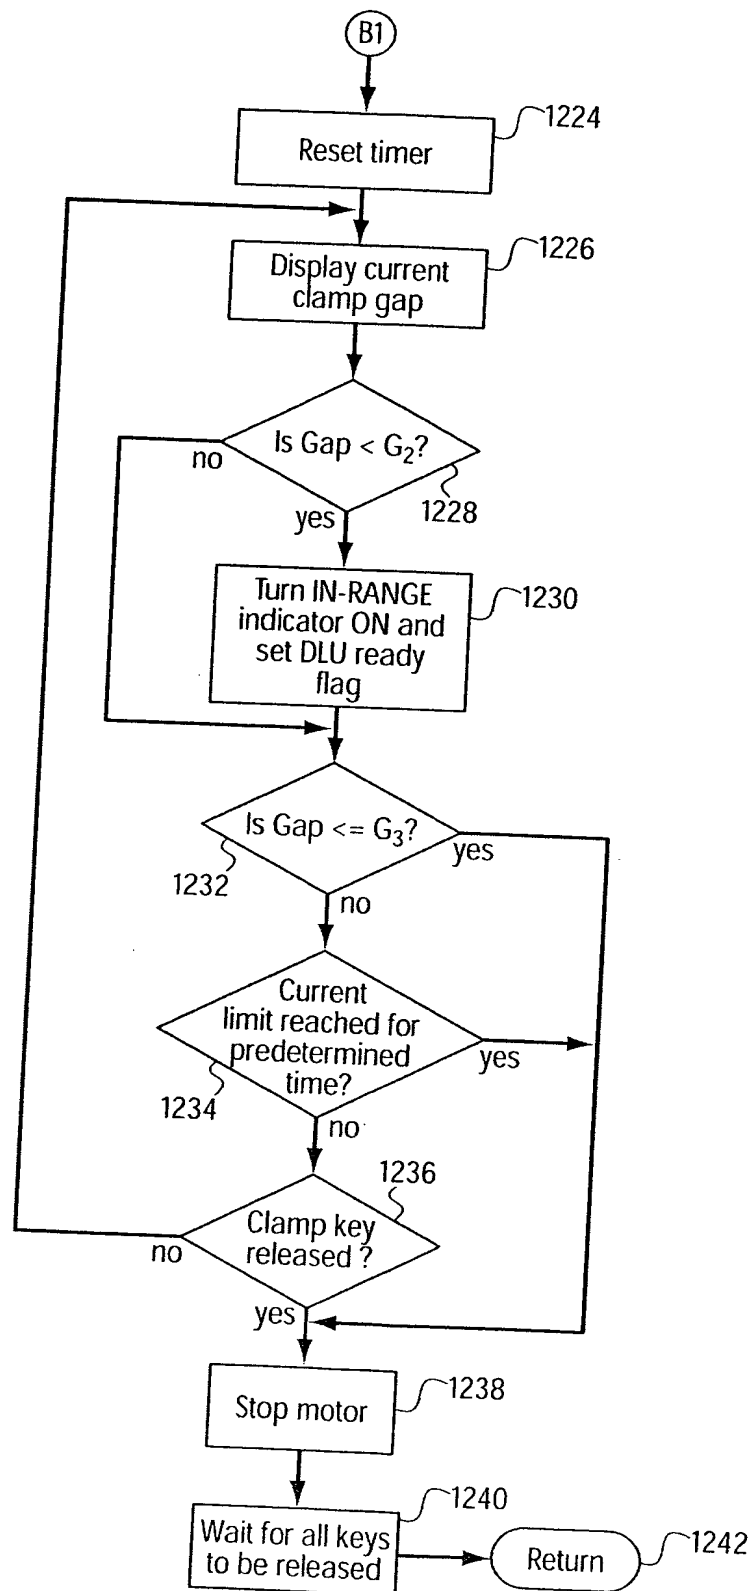 B1
1224
Reset timer
1226
Display current
clamp gap
Is Gap < G2?
no
1228
yes
1230
Turn IN-RANGE
indicator ON and
set DLU ready
flag
Is Gap <= G3?
yes
1232
no
Current
limit reached for
predetermined
time?
yes
1234
no
1236
Clamp key
released ?
no
yes
1238
Stop motor
1240
Wait for all keys
to be released
Return
1242